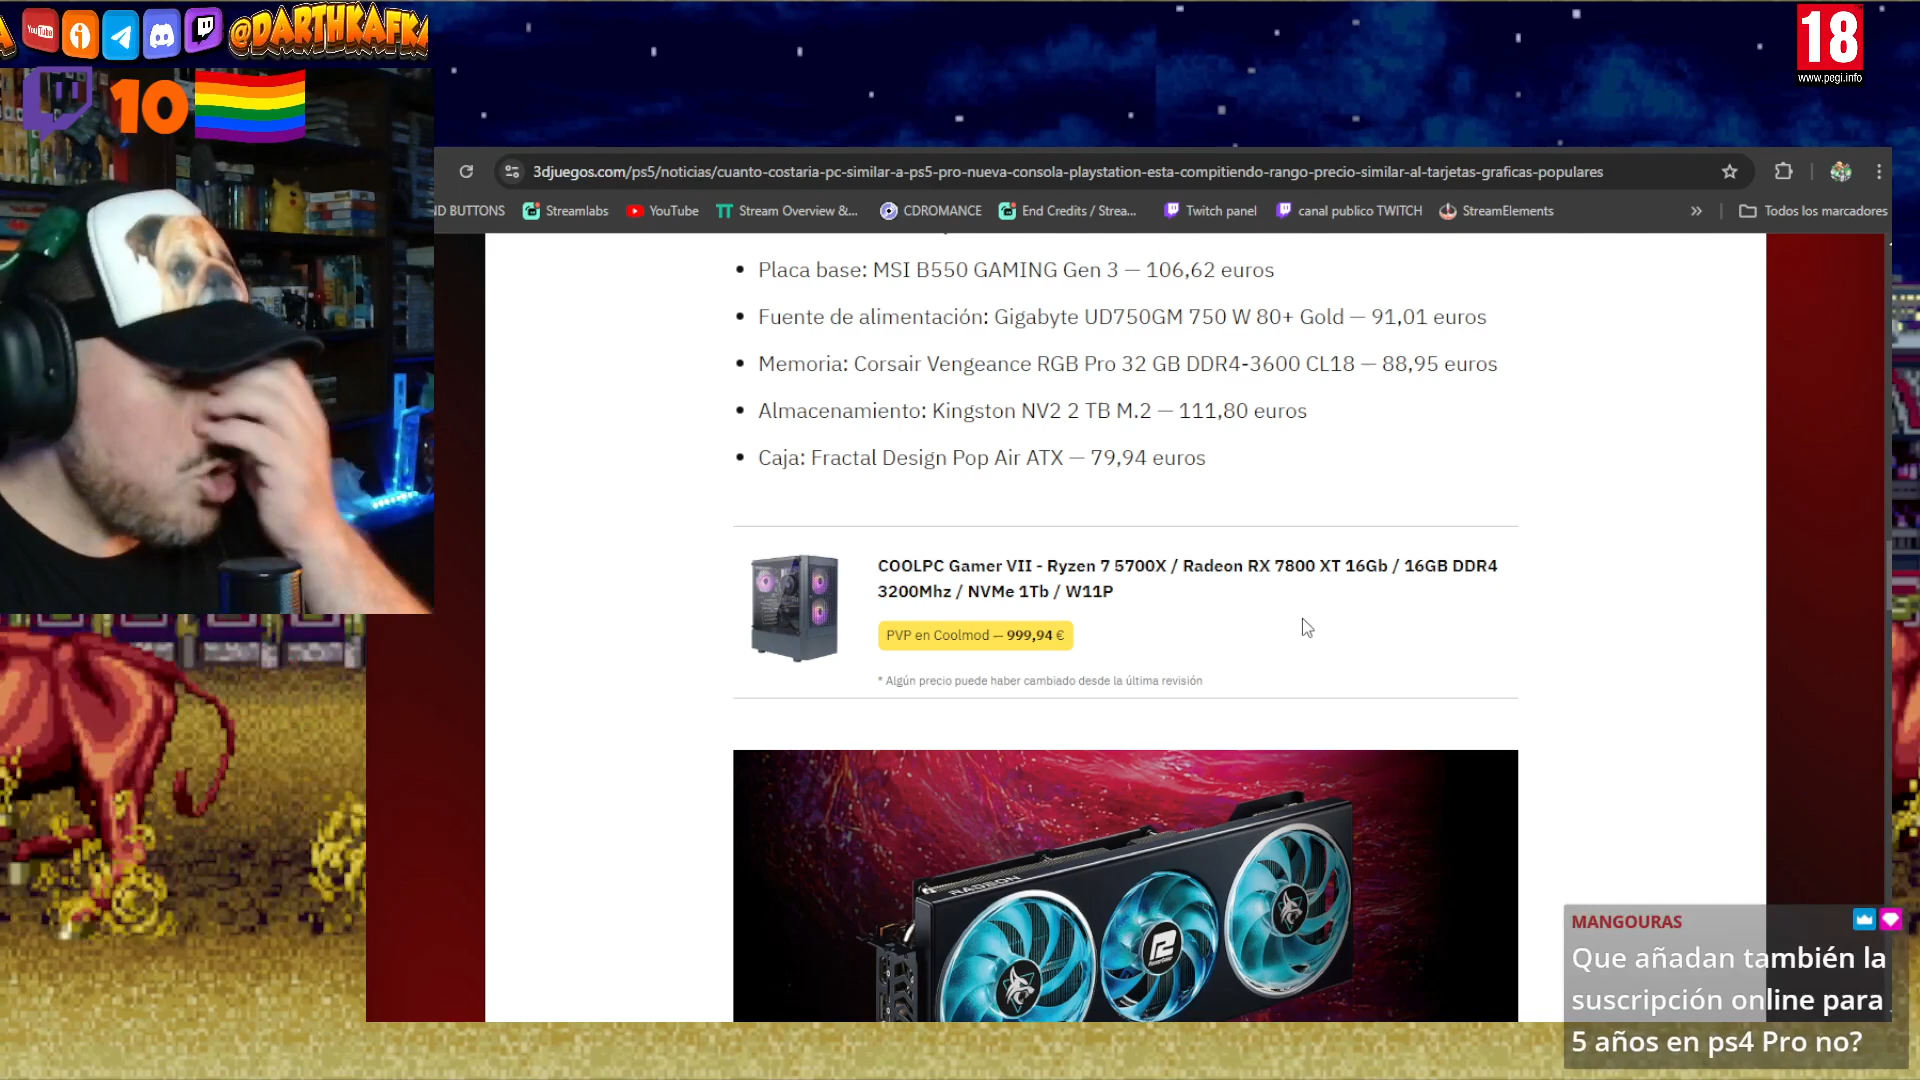 YouTube
@DARTHKAFKA
18
www.pegi.info
10
3djuegos.com/ps5/noticias/cuanto-costaria-pc-similar-a-ps5-pro-nueva-consola-playstation-esta-compitiendo-rango-precio-similar-al-tarjetas-graficas-populares
ND BUTTONS Streamlabs YouTube Stream Overview &... CDROMANCE End Credits / Strea... Twitch panel canal publico TWITCH StreamElements » Todos los marcadores
• Placa base: MSI B550 GAMING Gen 3 — 106,62 euros
• Fuente de alimentación: Gigabyte UD750GM 750 W 80+ Gold — 91,01 euros
• Memoria: Corsair Vengeance RGB Pro 32 GB DDR4-3600 CL18 — 88,95 euros
• Almacenamiento: Kingston NV2 2 TB M.2 — 111,80 euros
• Caja: Fractal Design Pop Air ATX — 79,94 euros
COOLPC Gamer VII - Ryzen 7 5700X / Radeon RX 7800 XT 16Gb / 16GB DDR4
3200Mhz / NVMe 1Tb / W11P
PVP en Coolmod — 999,94 €
* Algún precio puede haber cambiado desde la última revisión
RADEON
MANGOURAS
Que añadan también la
suscripción online para
5 años en ps4 Pro no?